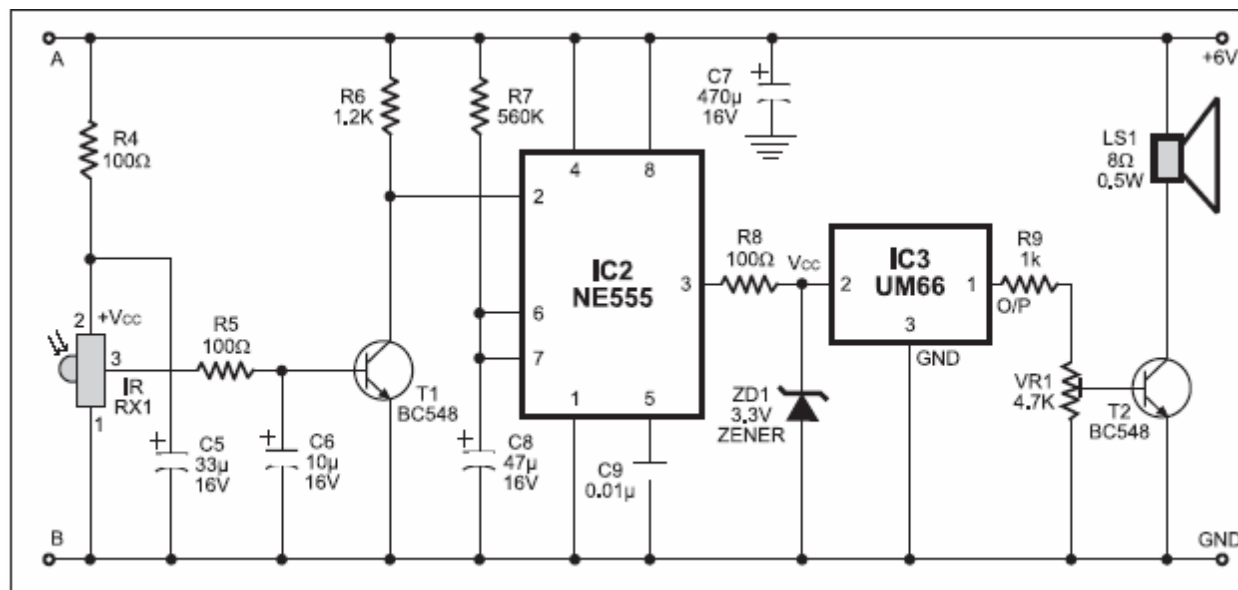 A
+6V
R4
100Ω
R6
1.2K
R7
560K
C7
+
470µ
16V
LS1
8Ω
0.5W
4
8
2
IC2
NE555
3
6
7
1
5
R8
100Ω
Vcc
2
IC3
UM66
1
3
GND
R9
1k
O/P
2
+Vcc
3
IR
RX1
1
R5
100Ω
T1
BC548
+
C5
33µ
16V
+
C6
10µ
16V
+
C8
47µ
16V
C9
0.01µ
ZD1
3.3V
ZENER
VR1
4.7K
T2
BC548
B
GND